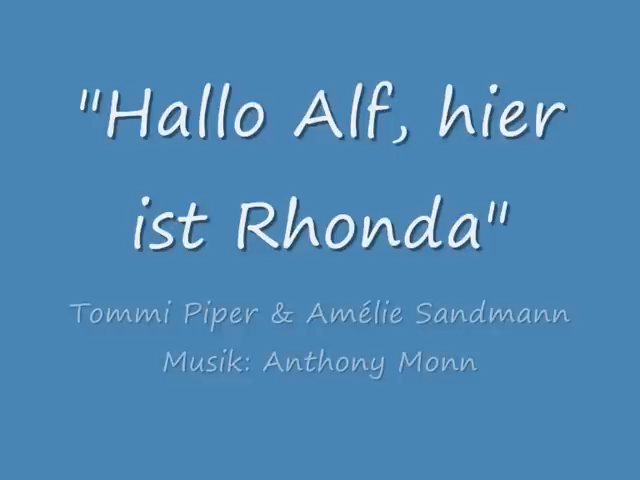 "Hallo Alf, hier
ist Rhonda"
Tommi Piper & Amélie Sandmann
Musik: Anthony Monn